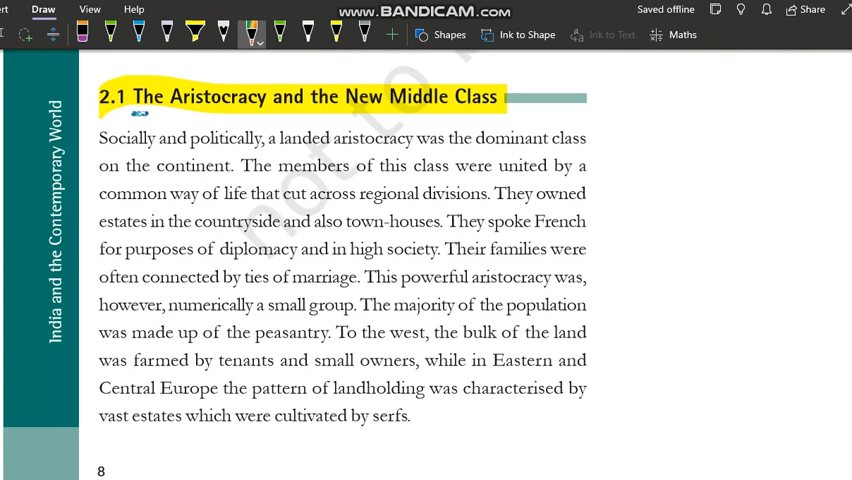 www.BANDICAM.com
Draw View Help Saved offline Share
Shapes Ink to Shape Ink to Text Maths
2.1 The Aristocracy and the New Middle Class
Socially and politically, a landed aristocracy was the dominant class
on the continent. The members of this class were united by a
common way of life that cut across regional divisions. They owned
estates in the countryside and also town-houses. They spoke French
for purposes of diplomacy and in high society. Their families were
often connected by ties of marriage. This powerful aristocracy was,
however, numerically a small group. The majority of the population
was made up of the peasantry. To the west, the bulk of the land
was farmed by tenants and small owners, while in Eastern and
Central Europe the pattern of landholding was characterised by
vast estates which were cultivated by serfs.
India and the Contemporary World
8
not to